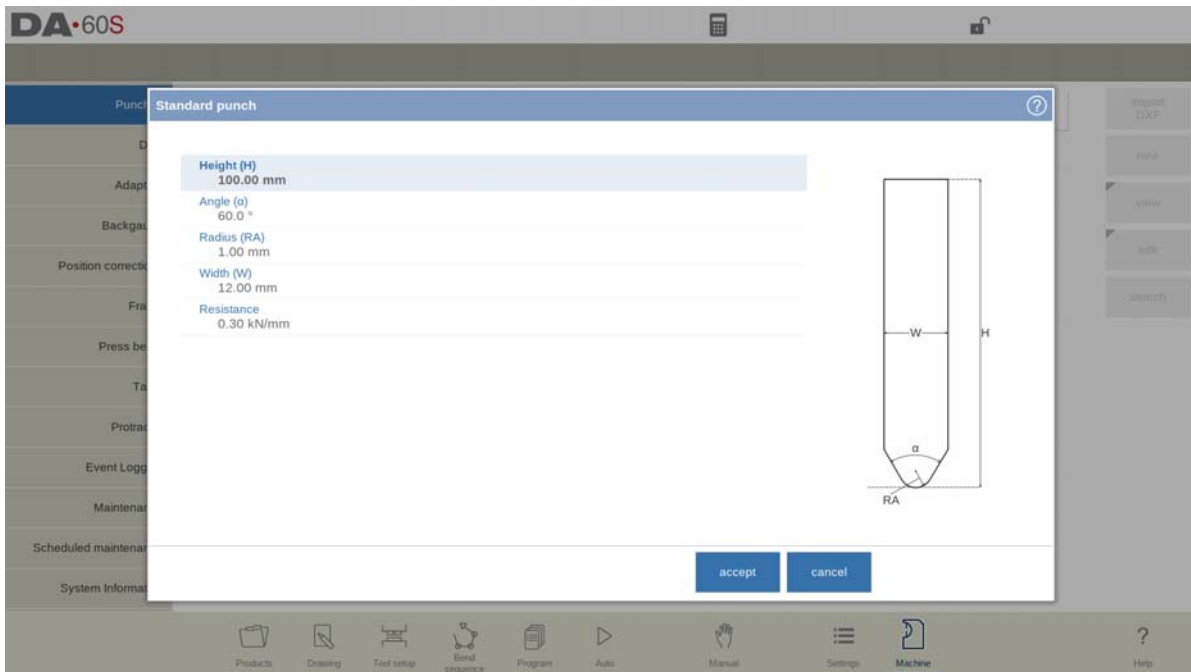 DA•60S
Punch
Standard punch
?
import
DXF
D
new
Height (H)
100.00 mm
Adapt
view
Angle (α)
60.0 °
Backgau
Radius (RA)
1.00 mm
edit
Position correctio
Width (W)
12.00 mm
search
Fra
Resistance
0.30 kN/mm
W
H
Press be
Ta
Protrac
α
Event Logg
RA
Maintenan
Scheduled maintenan
accept
cancel
System Informat
Products
Drawing
Tool setup
Bend
sequence
Program
Auto
Manual
Settings
Machine
?
Help